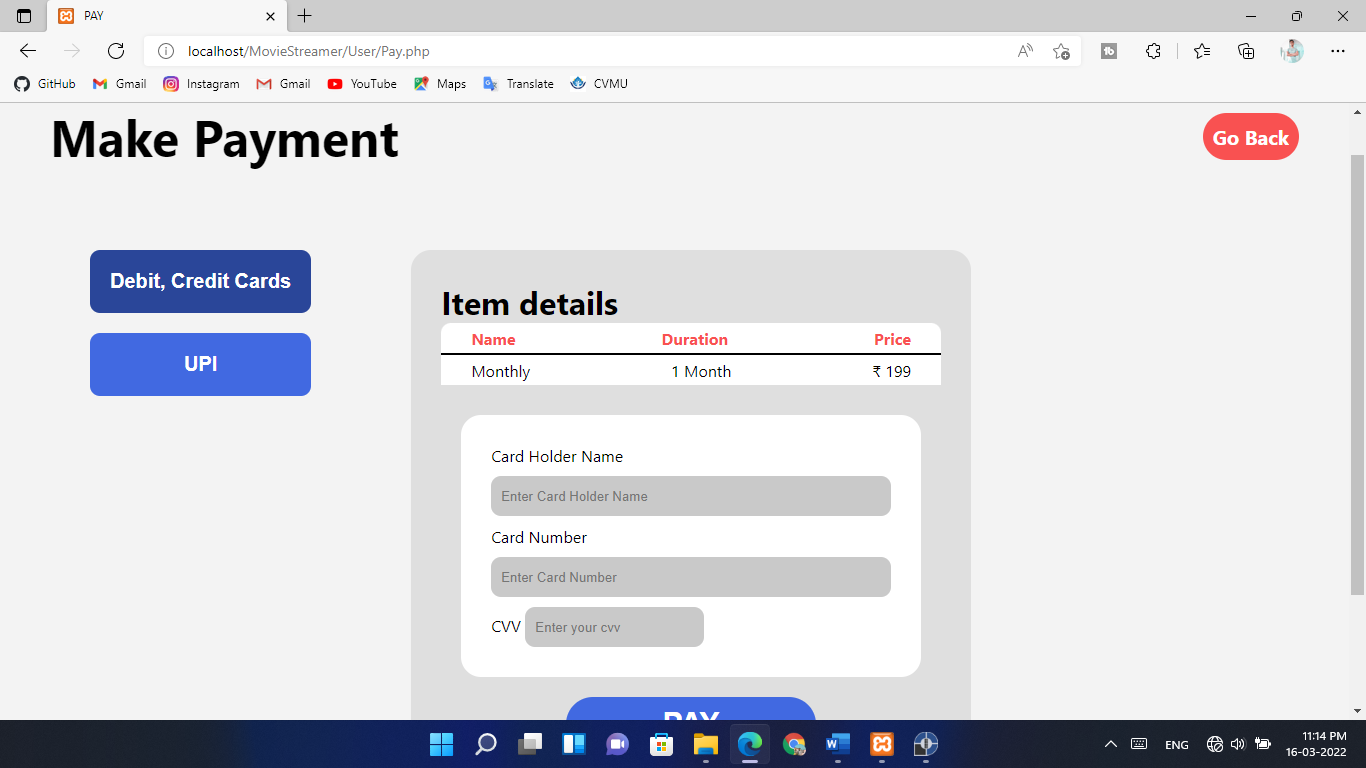 PAY
localhost/MovieStreamer/User/Pay.php
GitHub Gmail Instagram Gmail YouTube Maps Translate CVMU
Make Payment
Go Back
Debit, Credit Cards
UPI
Item details
Name Duration Price
Monthly 1 Month ₹ 199
Card Holder Name
Enter Card Holder Name
Card Number
Enter Card Number
CVV Enter your cvv
PAY
ENG
11:14 PM
16-03-2022